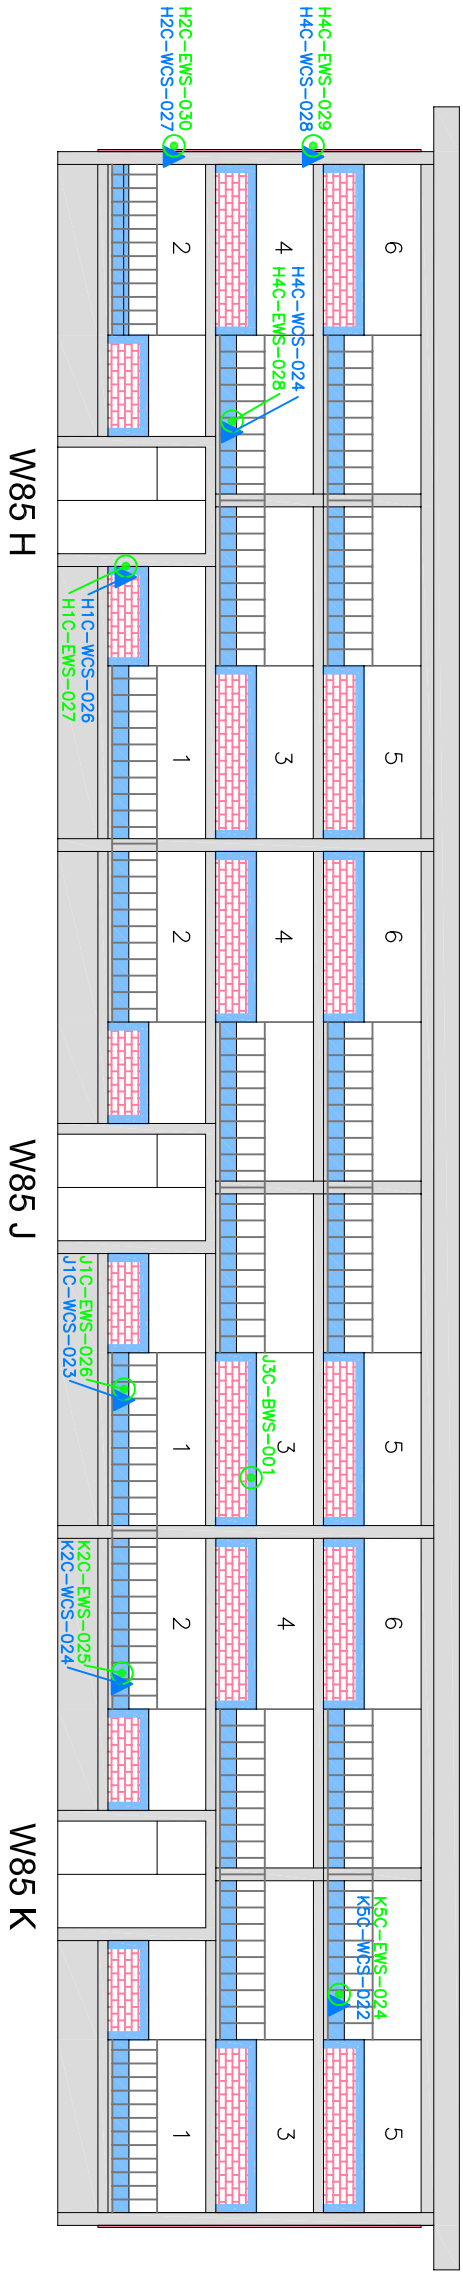 H2C-EWS-030
H2C-WCS-027
H4C-EWS-029
H4C-WCS-028
6
4
2
H4C-WCS-024
H4C-EWS-028
W85 H
H1C-WCS-026
H1C-EWS-027
5
3
1
6
4
2
W85 J
J1C-EWS-026
J1C-WCS-023
J3C-BWS-001
5
3
1
K2C-EWS-025
K2C-WCS-024
6
4
2
W85 K
K5C-EWS-024
K5C-WCS-022
5
3
1